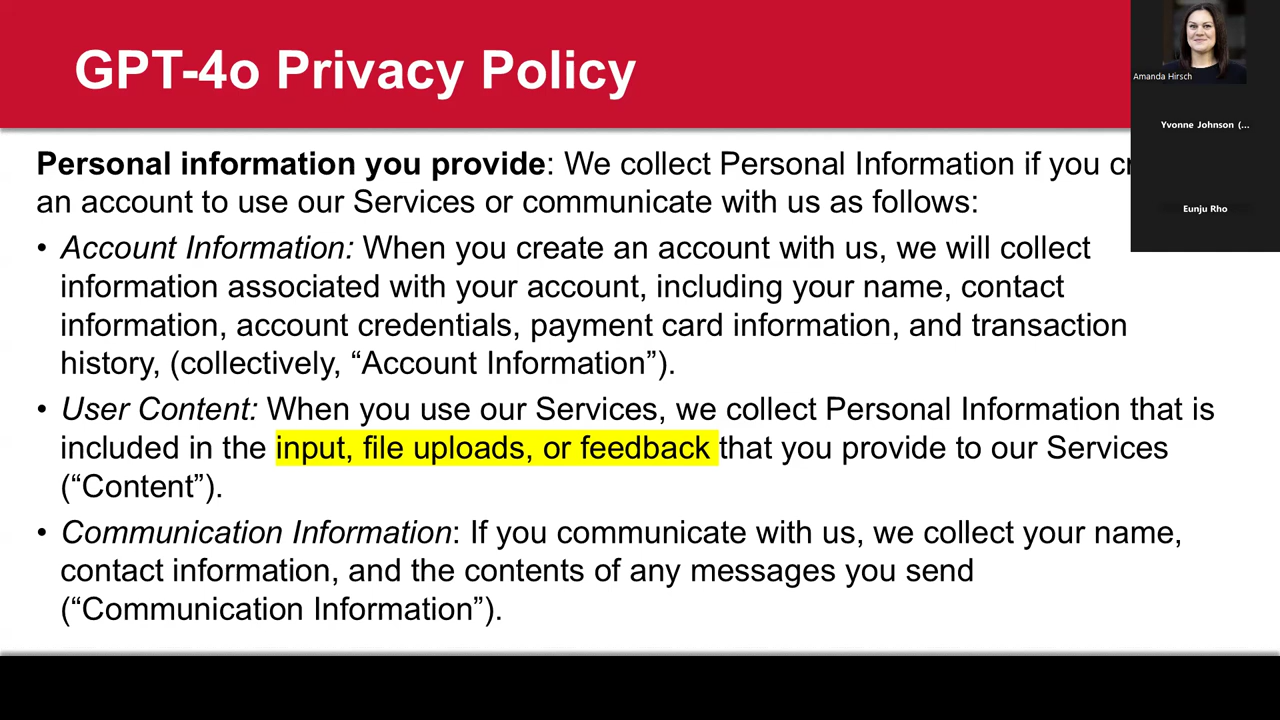 GPT-4o Privacy Policy
Amanda Hirsch
Yvonne Johnson (...
Eunju Rho
Personal information you provide: We collect Personal Information if you
an account to use our Services or communicate with us as follows:
• Account Information: When you create an account with us, we will collect
information associated with your account, including your name, contact
information, account credentials, payment card information, and transaction
history, (collectively, “Account Information”).
• User Content: When you use our Services, we collect Personal Information that is
included in the input, file uploads, or feedback that you provide to our Services
(“Content”).
• Communication Information: If you communicate with us, we collect your name,
contact information, and the contents of any messages you send
(“Communication Information”).